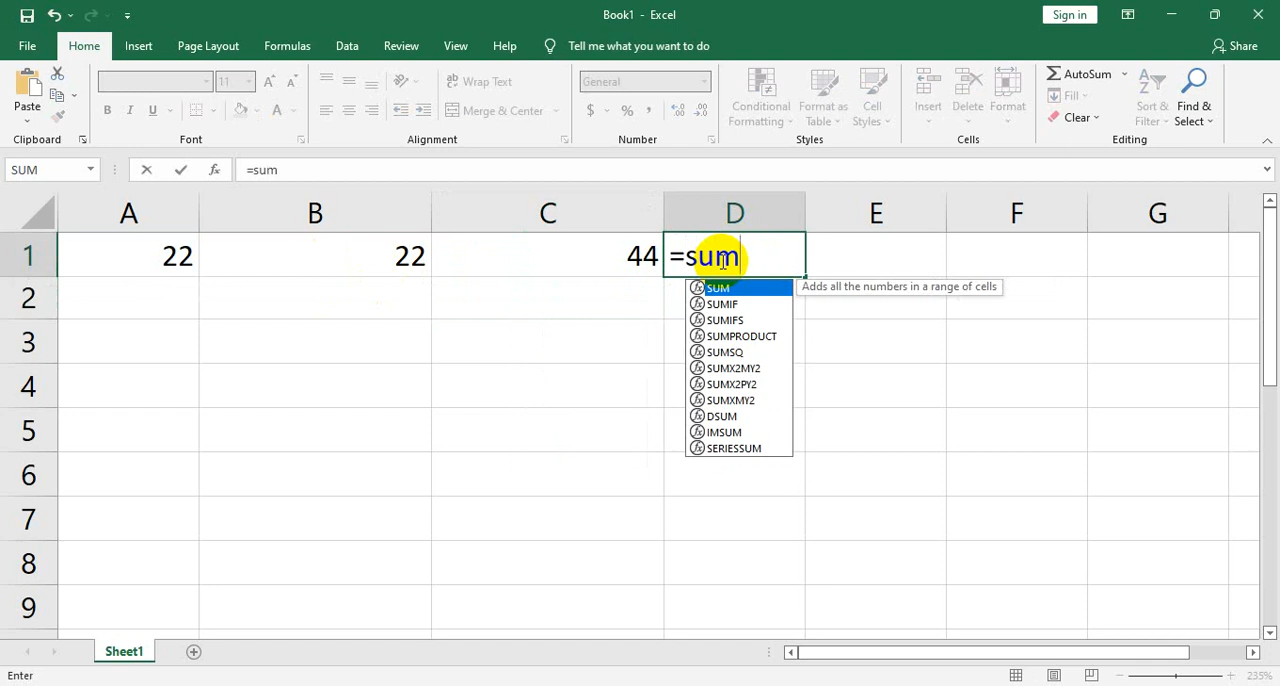 Book1 - Excel
Sign in
File Home Insert Page Layout Formulas Data Review View Help Tell me what you want to do Share
11 Wrap Text General AutoSum
Fill
Paste B I U A Merge & Center $ % , Conditional Formatting Format as Table Cell Styles Insert Delete Format Clear Sort & Filter Find & Select
Clipboard Font Alignment Number Styles Cells Editing
SUM fx =sum
A B C D E F G
1 22 22 44 =sum
2 SUM Adds all the numbers in a range of cells
SUMIF
SUMIFS
3 SUMPRODUCT
SUMSQ
SUMX2MY2
4 SUMX2PY2
SUMXMY2
DSUM
5 IMSUM
SERIESSUM
6
7
8
9
Sheet1
Enter 235%